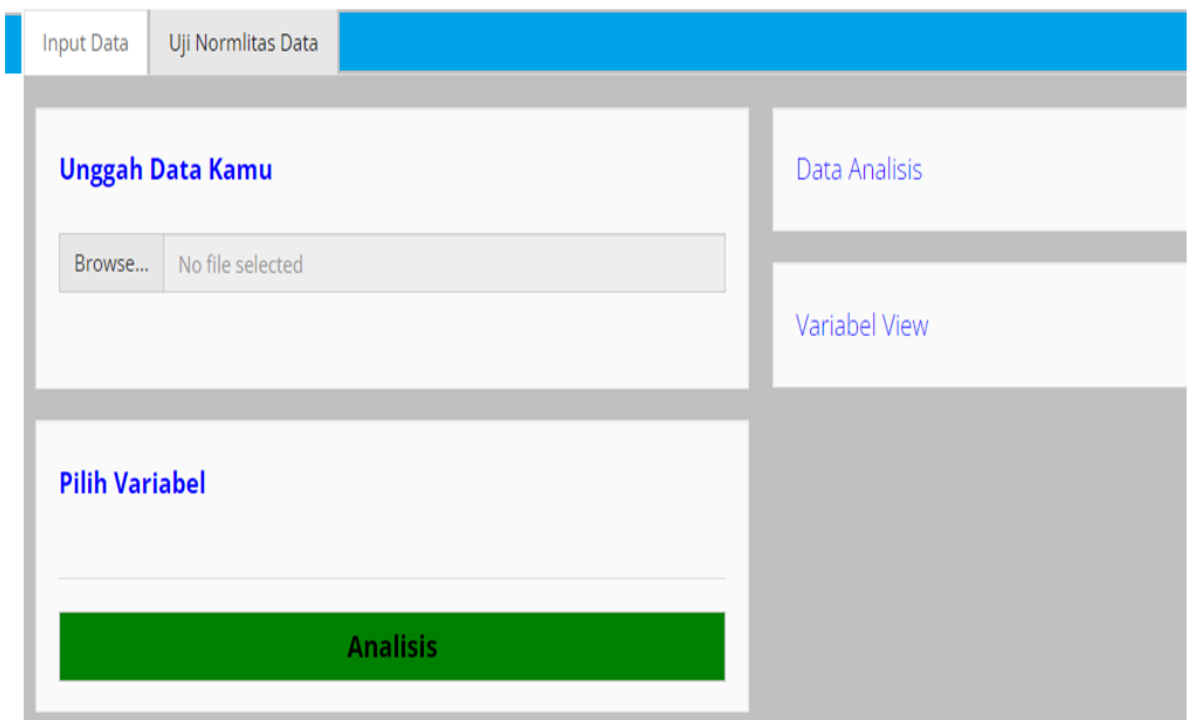 Input Data
Uji Normlitas Data
Unggah Data Kamu
Browse...
No file selected
Pilih Variabel
Analisis
Data Analisis
Variabel View